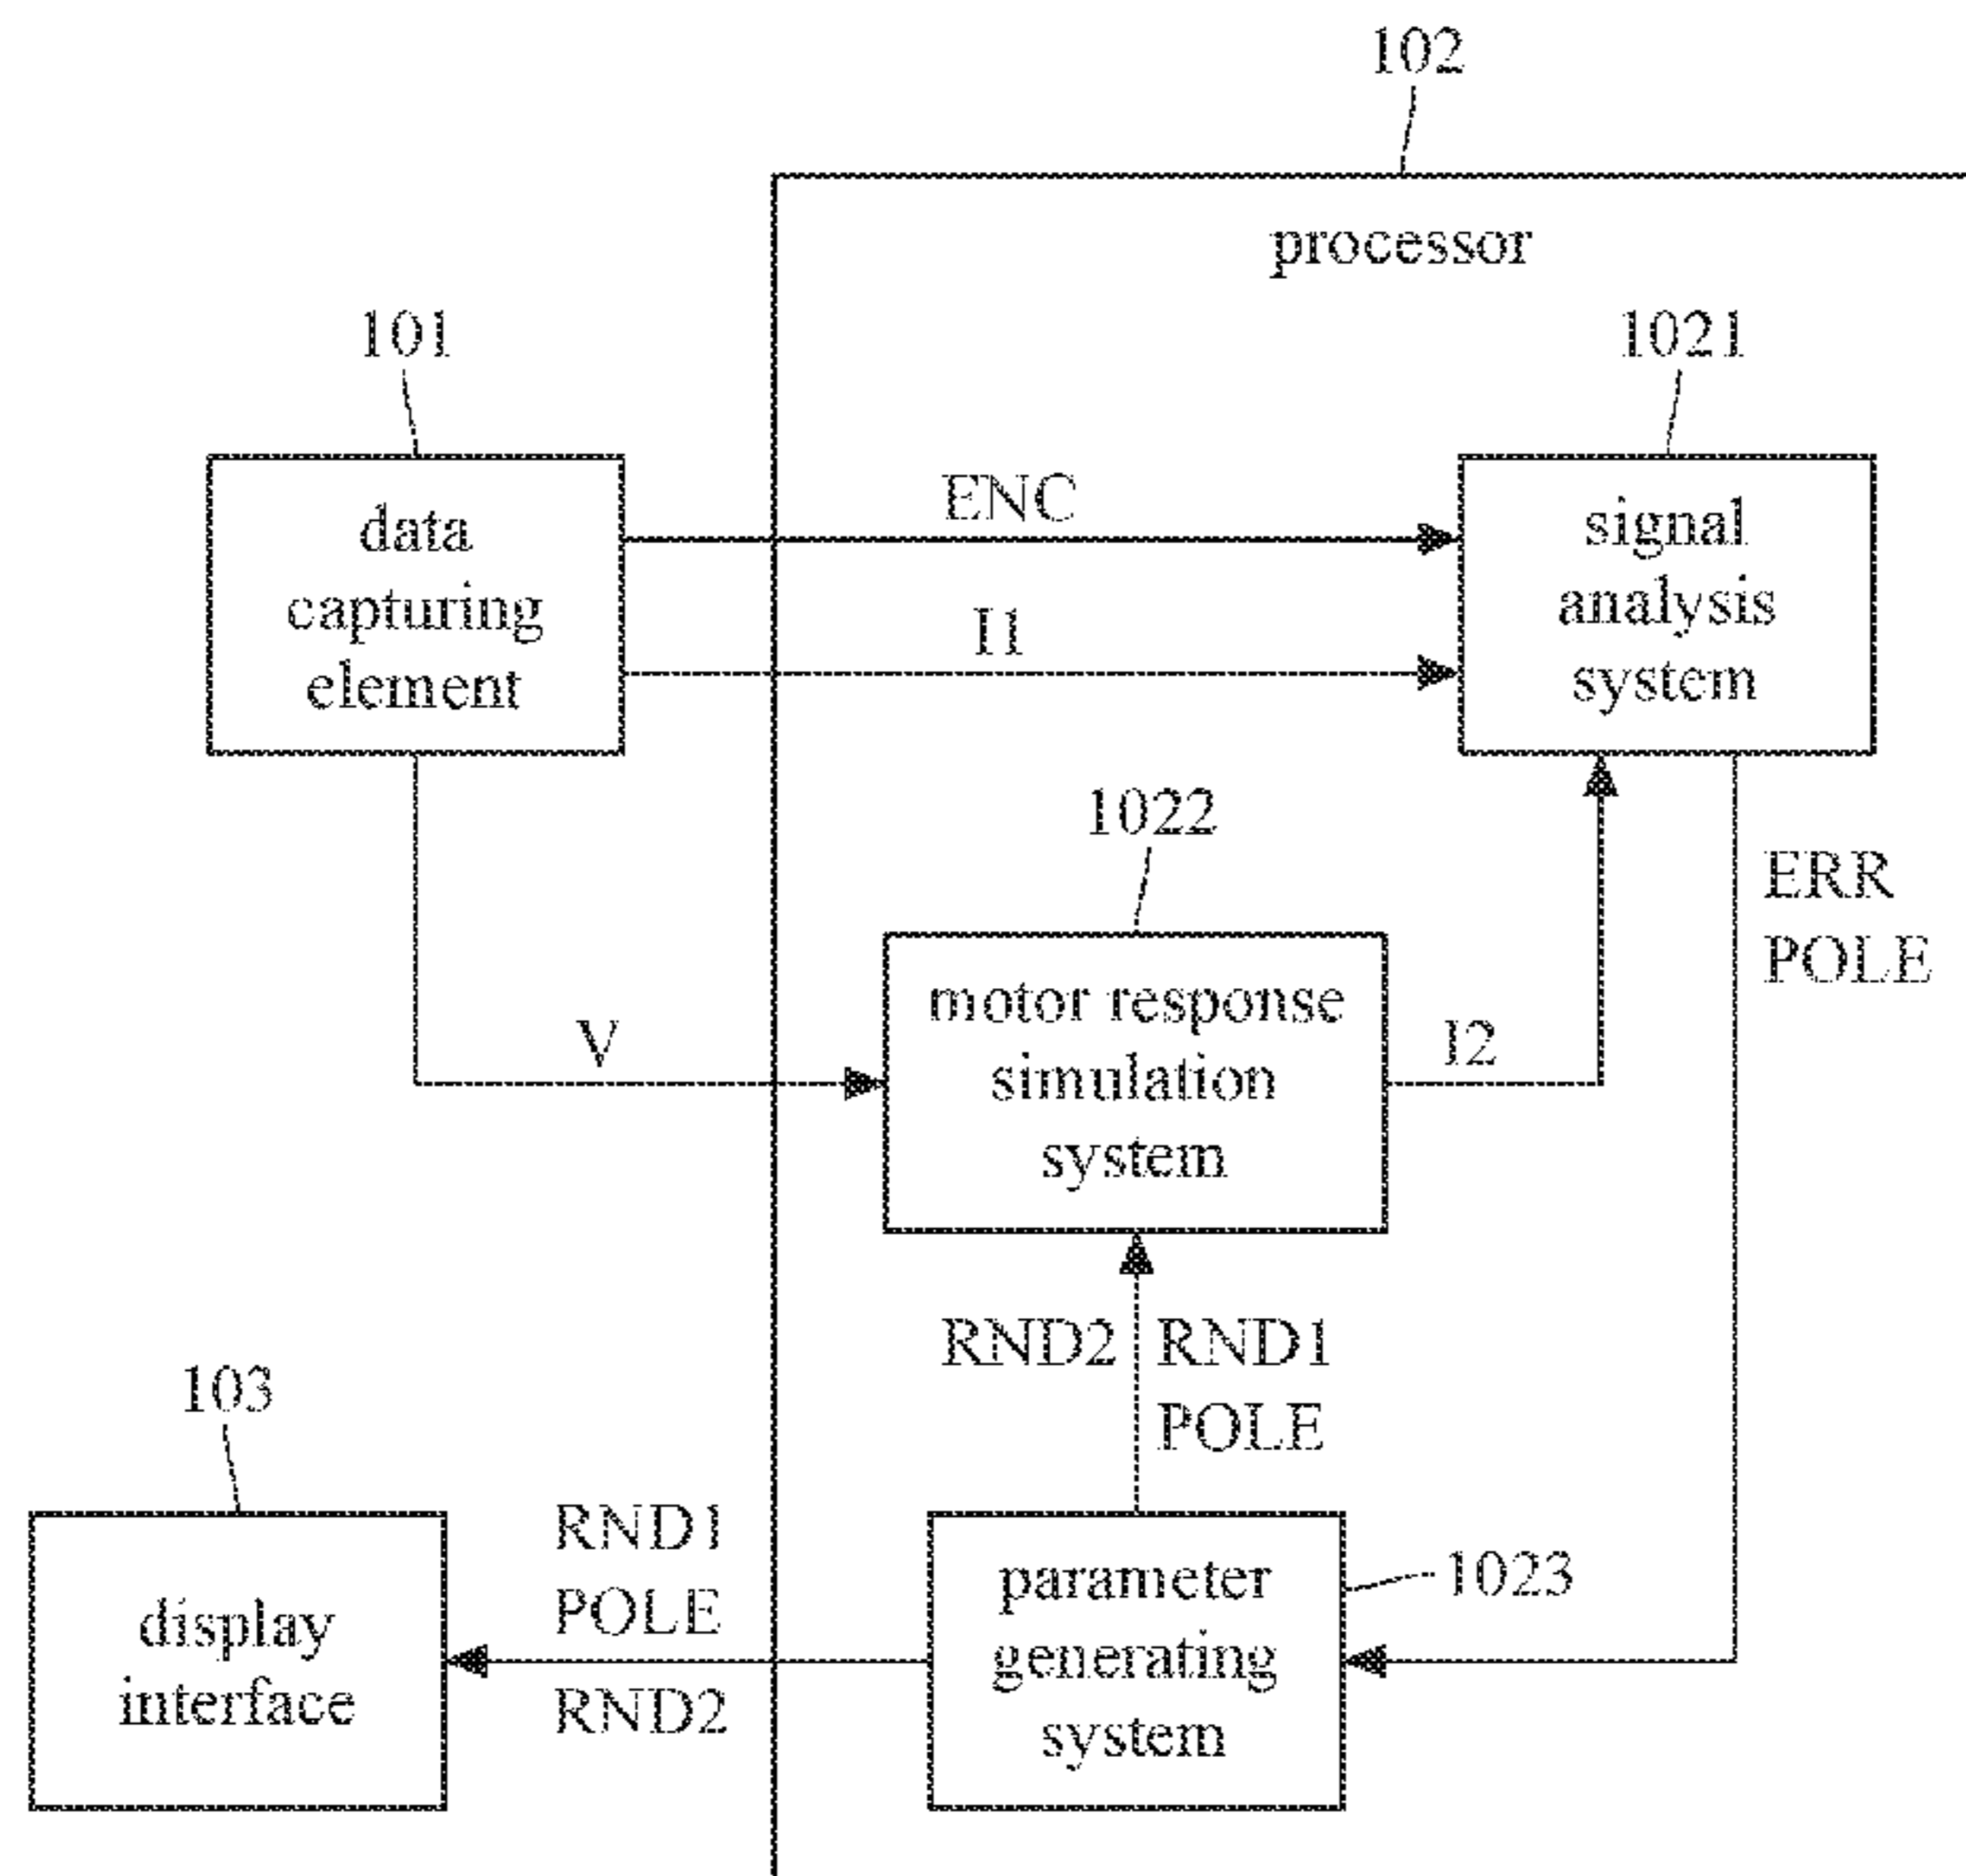 102
processor
101
1021
data
capturing
element
ENC
I1
signal
analysis
system
1022
ERR
POLE
motor response
simulation
system
V
I2
RND2
RND1
POLE
103
display
interface
RND1
POLE
RND2
parameter
generating
system
1023